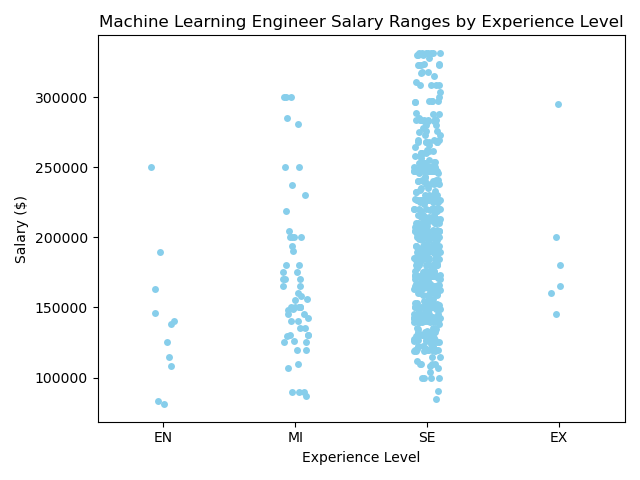 Machine Learning Engineer Salary Ranges by Experience Level
Salary ($)
300000
250000
200000
150000
100000
EN MI SE EX
Experience Level